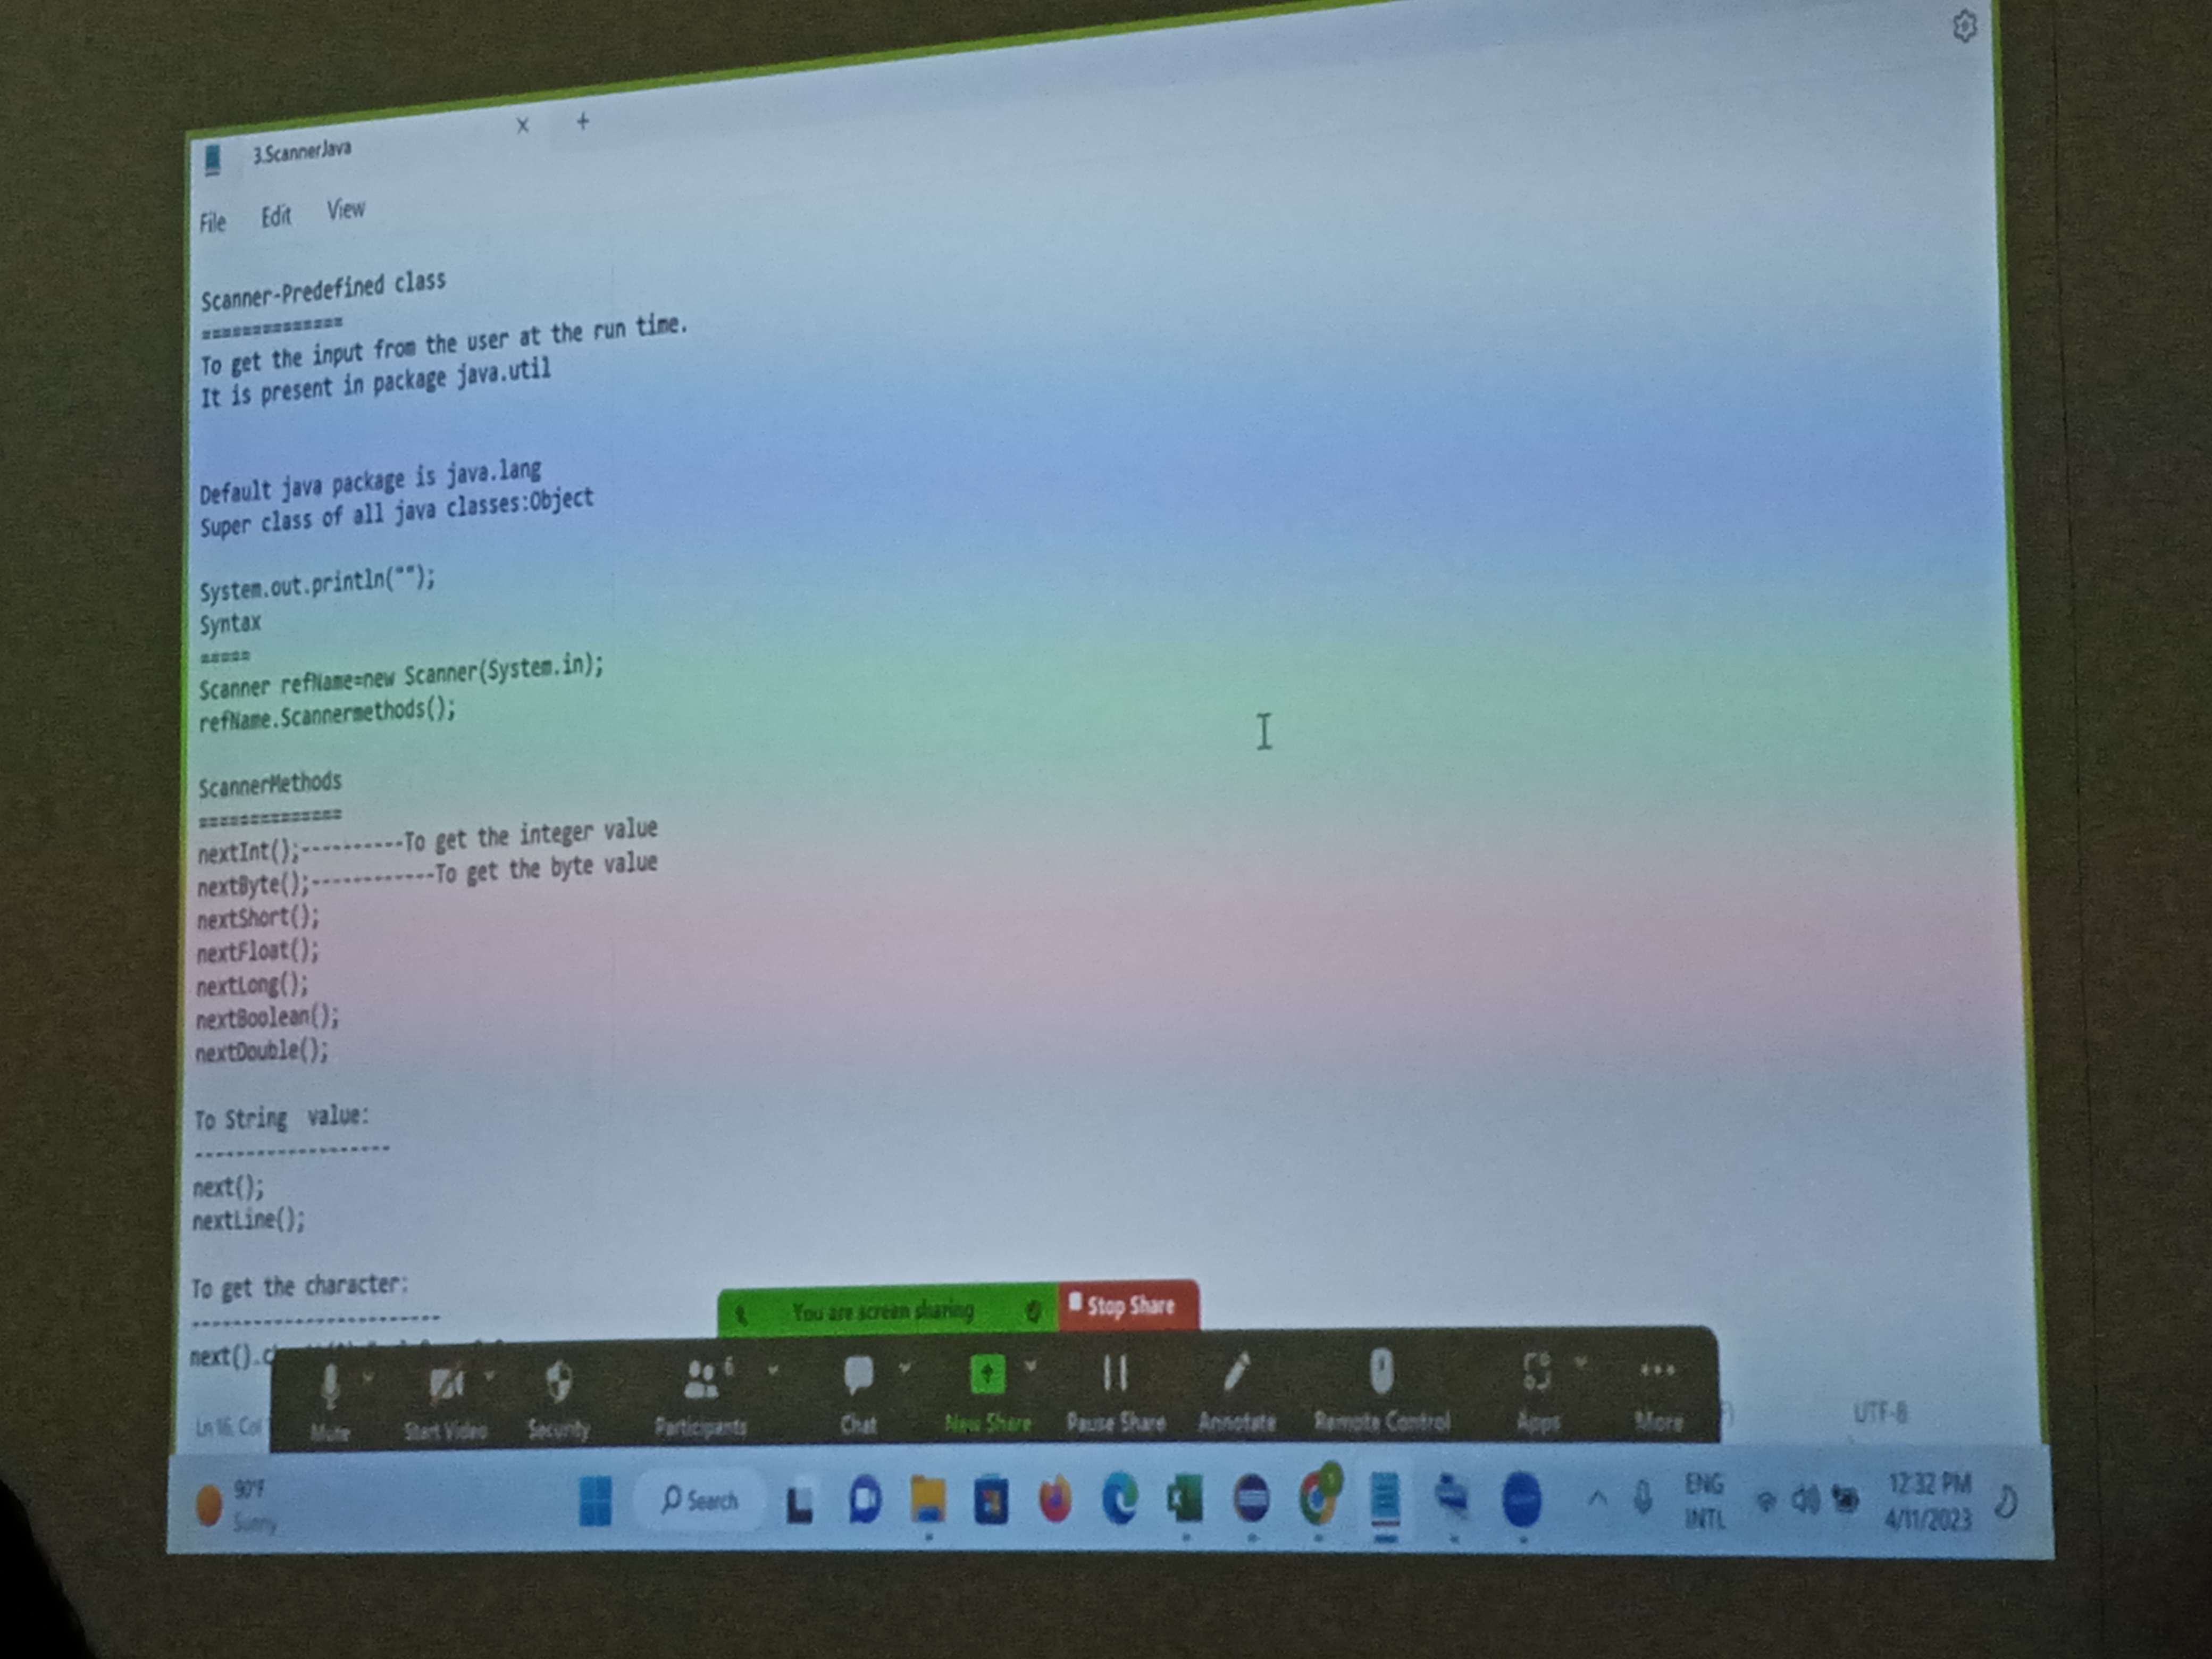 3.ScannerJava
File Edit View
Scanner-Predefined class
==============
To get the input from the user at the run time.
It is present in package java.util
Default java package is java.lang
Super class of all java classes:Object
System.out.println("");
Syntax
=====
Scanner refName=new Scanner(System.in);
refName.Scannermethods();
ScannerMethods
==============
nextInt();----------To get the integer value
nextByte();------------To get the byte value
nextShort();
nextFloat();
nextLong();
nextBoolean();
nextDouble();
To String  value:
-------------------
next();
nextLine();
To get the character:
------------------------
You are screen sharing Stop Share
next().c
6
Mute Start Video Security Participants Chat New Share Pause Share Annotate Remote Control Apps More
Ln 16, Col UTF-8
90°F
Sunny
Search
ENG
INTL
12:32 PM
4/11/2023